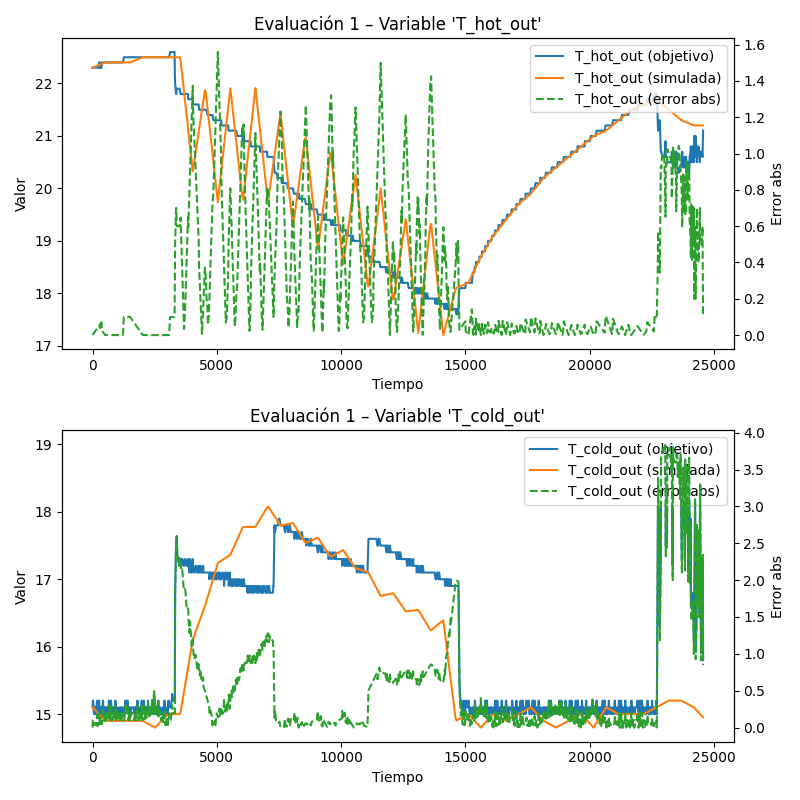 Evaluación 1 – Variable 'T_hot_out'
T_hot_out (objetivo)
T_hot_out (simulada)
T_hot_out (error abs)
Valor
22
21
20
19
18
17
1.6
1.4
1.2
1.0
0.8
0.6
0.4
0.2
0.0
Error abs
0 5000 10000 15000 20000 25000
Tiempo
Evaluación 1 – Variable 'T_cold_out'
T_cold_out (objetivo)
T_cold_out (simulada)
T_cold_out (error abs)
Valor
19
18
17
16
15
4.0
3.5
3.0
2.5
2.0
1.5
1.0
0.5
0.0
Error abs
0 5000 10000 15000 20000 25000
Tiempo